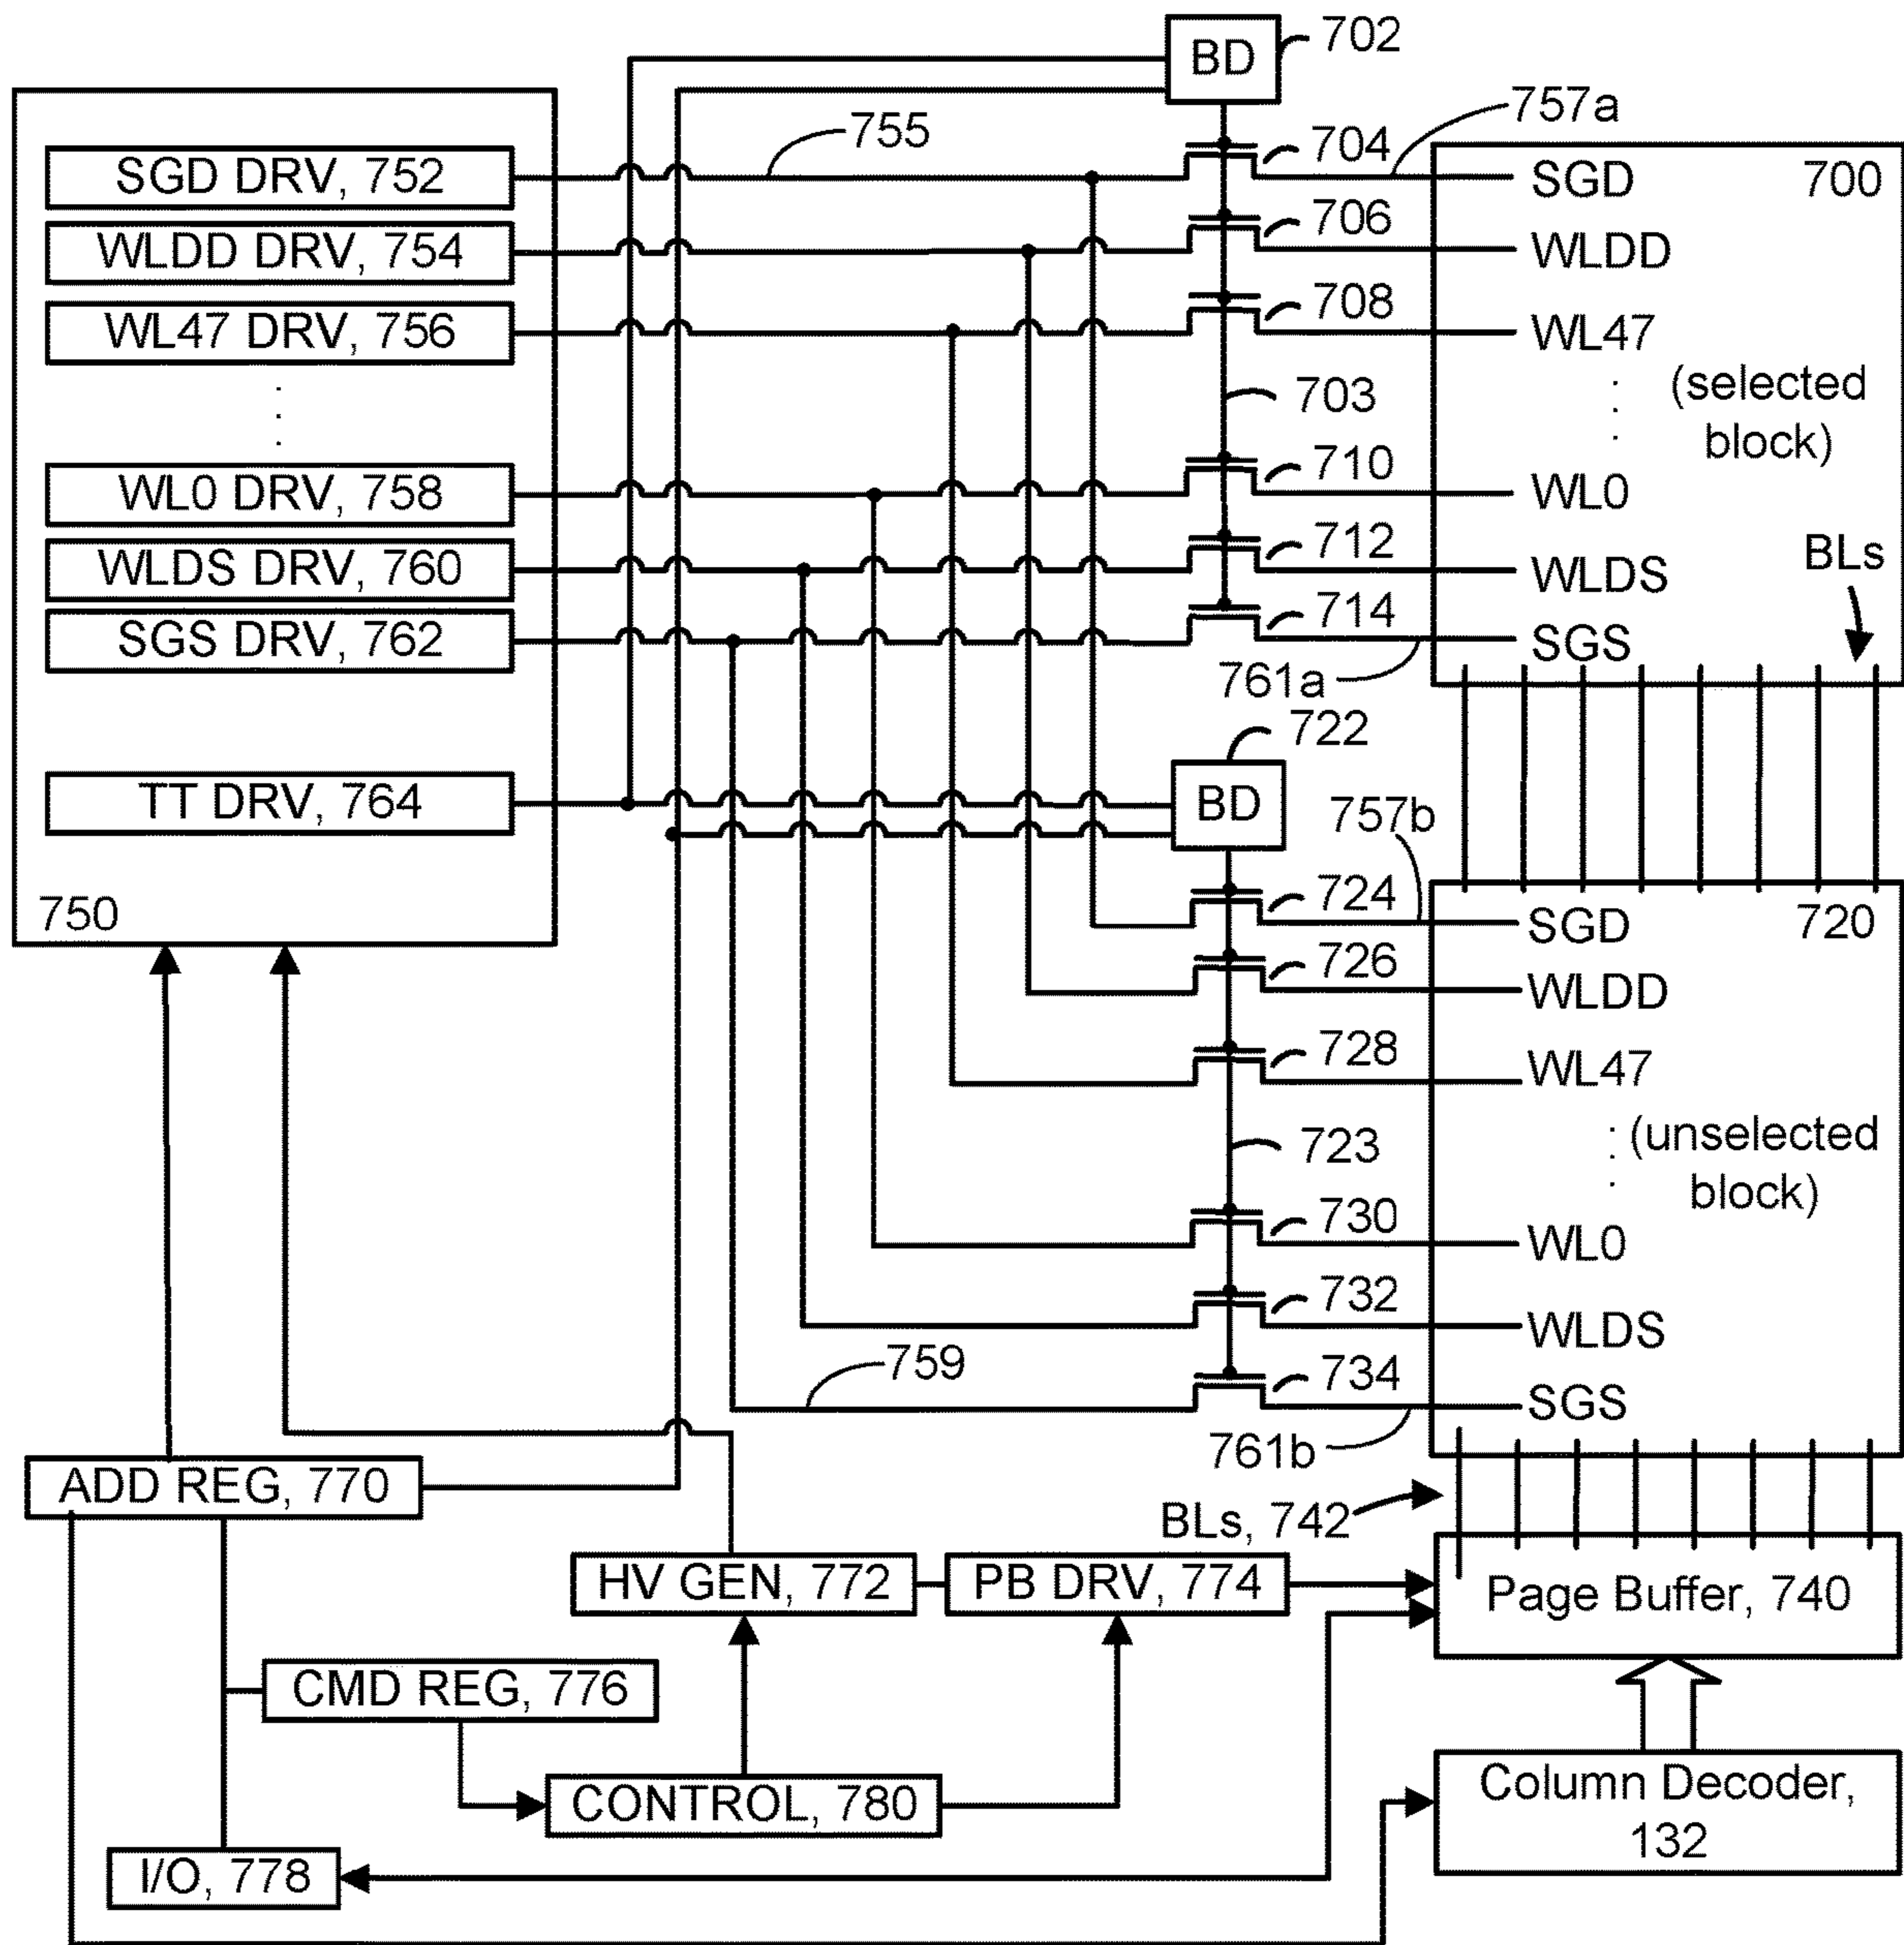 BD
702
755
757a
SGD DRV, 752
704
SGD
700
WLDD DRV, 754
706
WLDD
WL47 DRV, 756
708
WL47
703
(selected
block)
WL0 DRV, 758
710
WL0
WLDS DRV, 760
712
WLDS
BLs
SGS DRV, 762
714
SGS
761a
722
TT DRV, 764
BD
757b
750
724
SGD
720
726
WLDD
728
WL47
723
(unselected
block)
730
WL0
732
WLDS
759
734
SGS
761b
ADD REG, 770
BLs, 742
HV GEN, 772
PB DRV, 774
Page Buffer, 740
CMD REG, 776
CONTROL, 780
Column Decoder,
132
I/O, 778